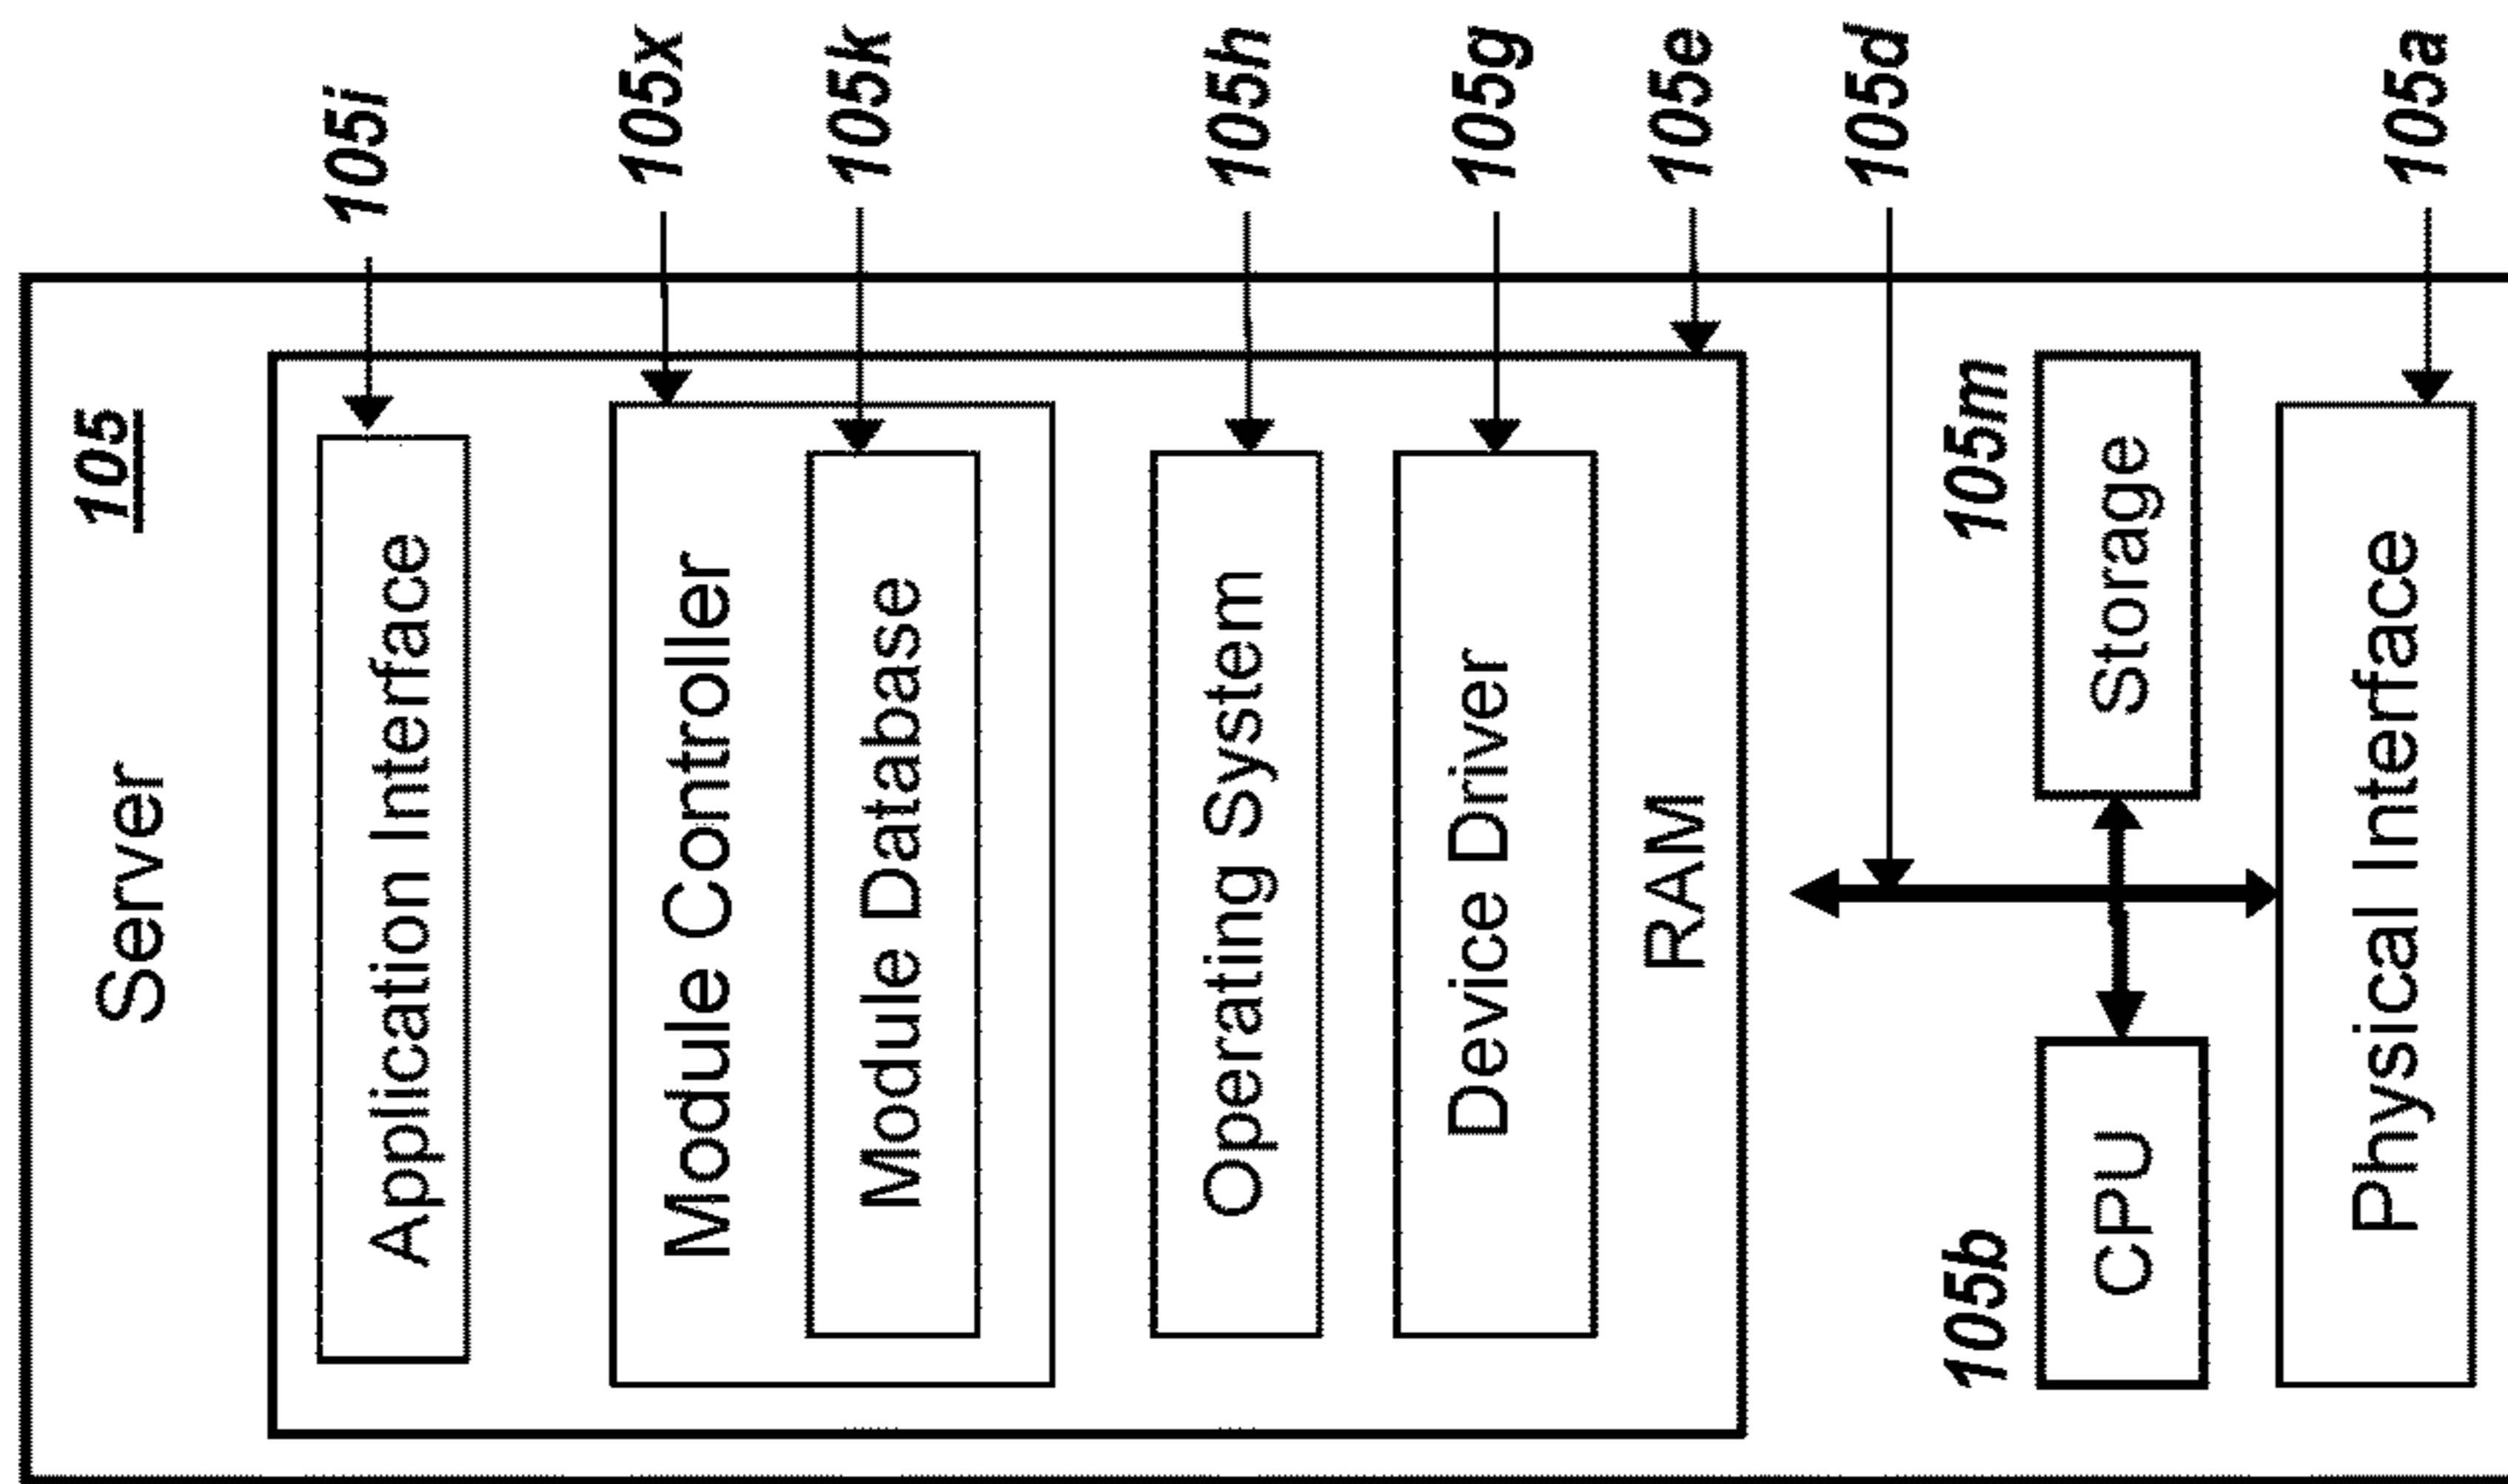 Server
105
Application Interface
105i
Module Controller
105x
Module Database
105k
Operating System
105h
Device Driver
105g
RAM
105e
105d
105b
105m
CPU
Storage
Physical Interface
105a